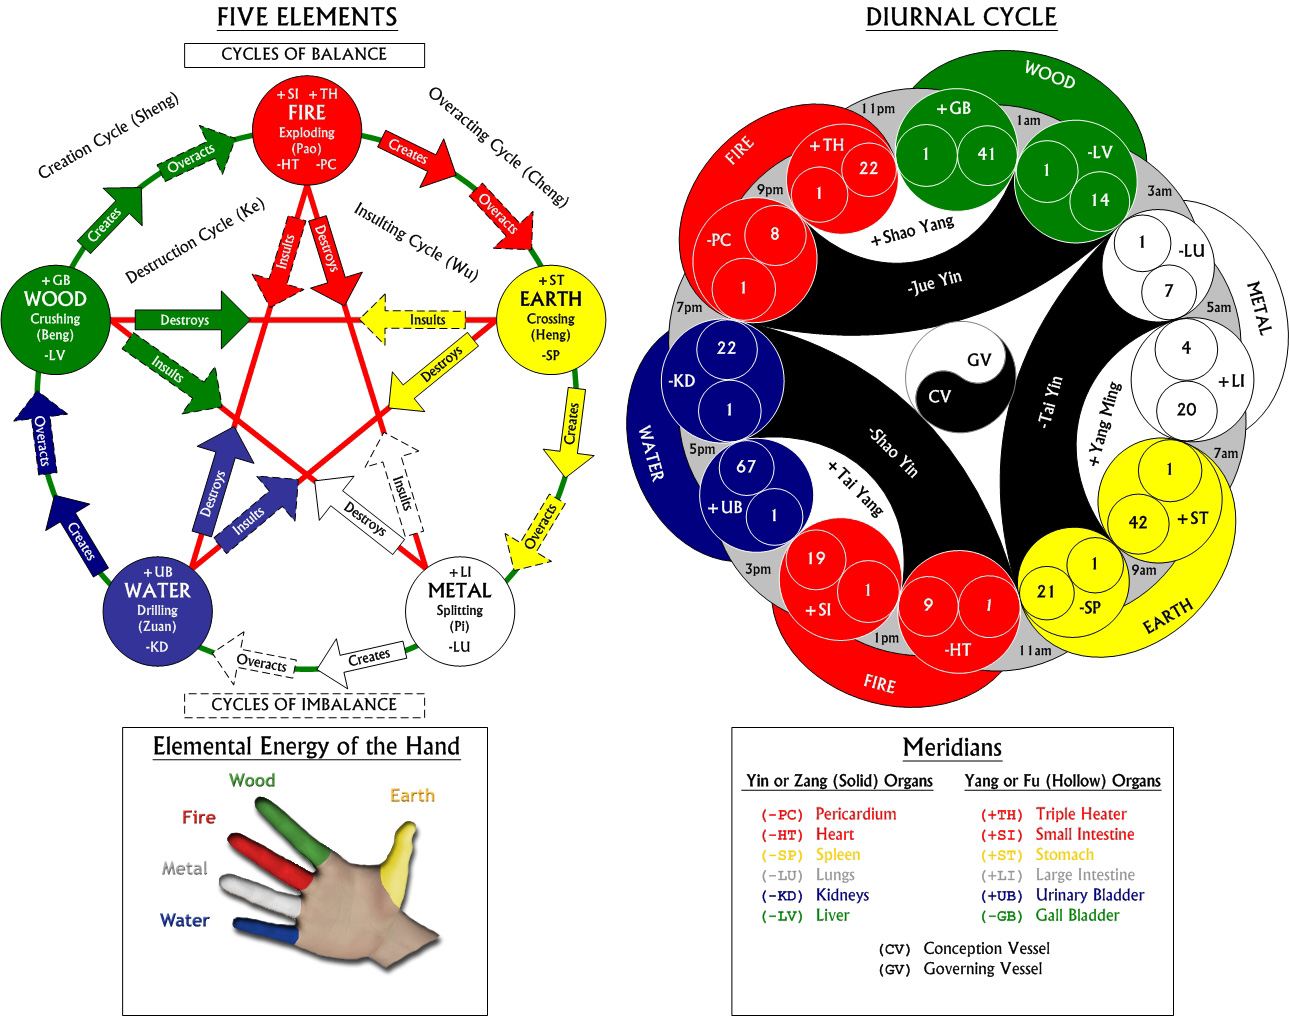 FIVE ELEMENTS
CYCLES OF BALANCE
Creation Cycle (Sheng)
Overacting Cycle (Cheng)
Destruction Cycle (Ke)
Insulting Cycle (Wu)
+SI +TH
FIRE
Exploding
(Pao)
-HT -PC
Creates
Overacts
Insults
Destroys
+ST
EARTH
Crossing
(Heng)
-SP
Insults
Destroys
Creates
Overacts
+LI
METAL
Splitting
(Pi)
-LU
Insults
Destroys
Creates
Overacts
+UB
WATER
Drilling
(Zuan)
-KD
Destroys
Insults
Creates
Overacts
+GB
WOOD
Crushing
(Beng)
-LV
Destroys
Insults
Creates
Overacts
CYCLES OF IMBALANCE
Elemental Energy of the Hand
Wood
Earth
Fire
Metal
Water
DIURNAL CYCLE
WOOD
11pm
+GB
1 41
1am
-LV
1
14
3am
METAL
-LU
1
7
5am
+LI
4
20
7am
EARTH
+ST
1
42
9am
-SP
1
21
11am
FIRE
-HT
9 1
1pm
+SI
19
1
3pm
WATER
+UB
67
1
5pm
-KD
22
1
7pm
FIRE
-PC
8
1
9pm
+TH
22
1
+Shao Yang
-Jue Yin
-Tai Yin
+Yang Ming
-Shao Yin
+Tai Yang
GV
CV
Meridians
Yin or Zang (Solid) Organs
(-PC) Pericardium
(-HT) Heart
(-SP) Spleen
(-LU) Lungs
(-KD) Kidneys
(-LV) Liver
Yang or Fu (Hollow) Organs
(+TH) Triple Heater
(+SI) Small Intestine
(+ST) Stomach
(+LI) Large Intestine
(+UB) Urinary Bladder
(-GB) Gall Bladder
(CV) Conception Vessel
(GV) Governing Vessel